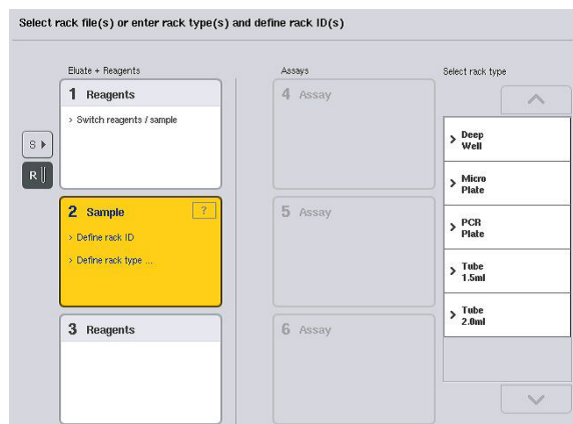 Select rack file(s) or enter rack type(s) and define rack ID(s)
Eluate + Reagents
Assays
Select rack type
1 Reagents
> Switch reagents / sample
S
R
2 Sample
?
> Define rack ID
> Define rack type ...
3 Reagents
4 Assay
5 Assay
6 Assay
> Deep
Well
> Micro
Plate
> PCR
Plate
> Tube
1.5ml
> Tube
2.0ml